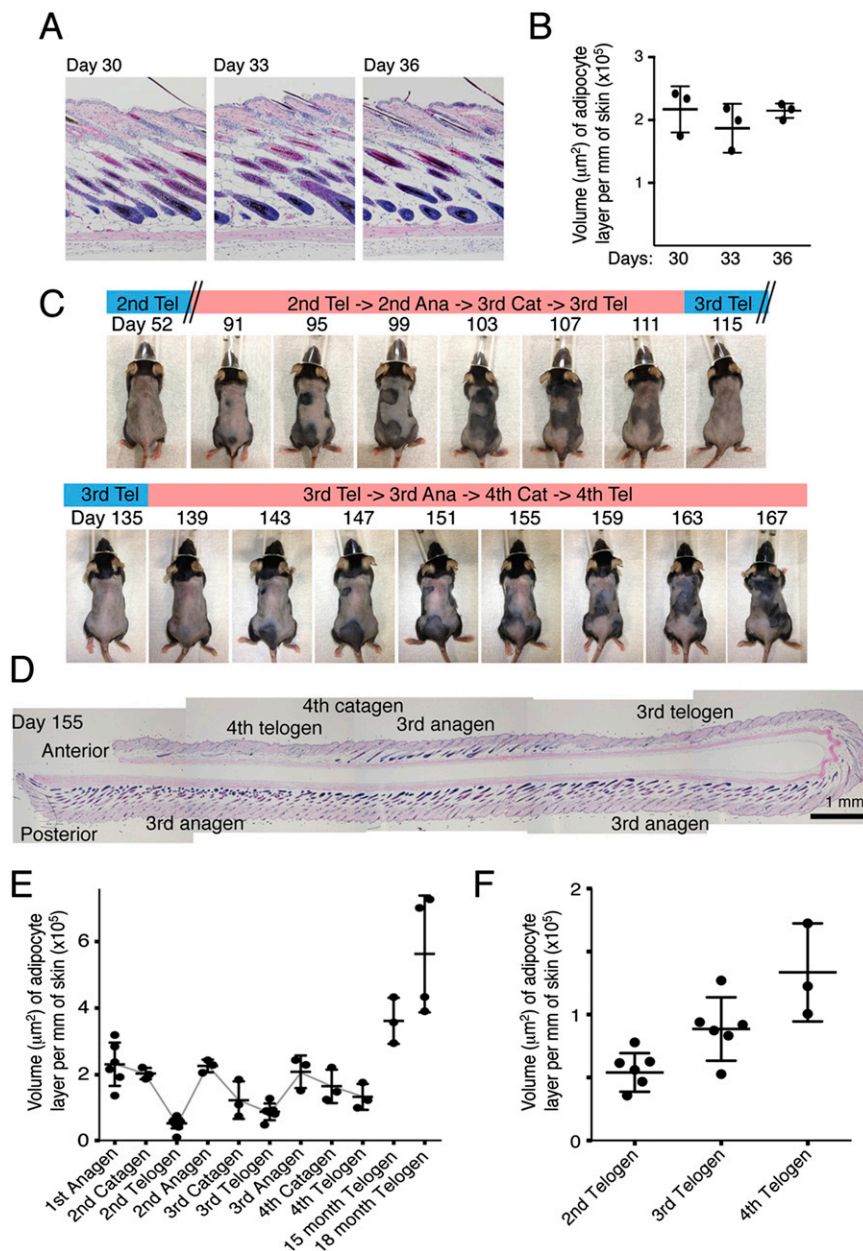 A
Day 30
Day 33
Day 36
B
Volume (μm²) of adipocyte
layer per mm of skin (x10⁵)
3
2
1
Days: 30 33 36
C
2nd Tel
2nd Tel -> 2nd Ana -> 3rd Cat -> 3rd Tel
3rd Tel
Day 52 91 95 99 103 107 111 115
3rd Tel
3rd Tel -> 3rd Ana -> 4th Cat -> 4th Tel
Day 135 139 143 147 151 155 159 163 167
D
Day 155
4th catagen
4th telogen
3rd anagen
3rd telogen
Anterior
1 mm
3rd anagen
3rd anagen
Posterior
E
Volume (μm²) of adipocyte
layer per mm of skin (x10⁵)
6
4
2
0
1st Anagen
2nd Catagen
2nd Telogen
2nd Anagen
3rd Catagen
3rd Telogen
3rd Anagen
4th Catagen
4th Telogen
15 month Telogen
18 month Telogen
F
Volume (μm²) of adipocyte
layer per mm of skin (x10⁵)
2
1
0
2nd Telogen
3rd Telogen
4th Telogen